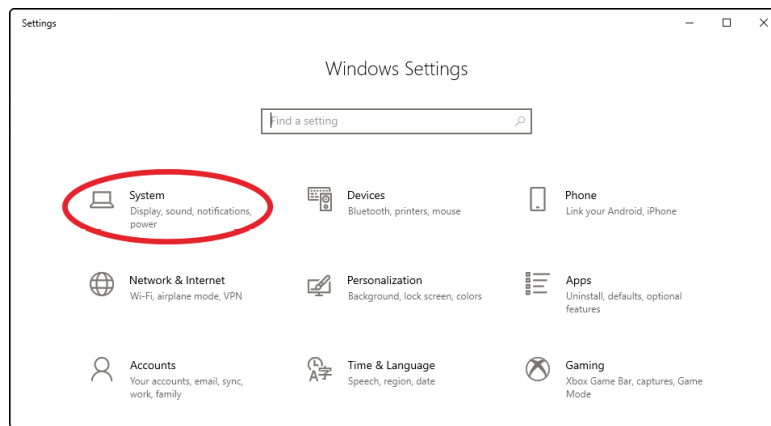 Settings
Windows Settings
Find a setting
System
Display, sound, notifications,
power
Devices
Bluetooth, printers, mouse
Phone
Link your Android, iPhone
Network & Internet
Wi-Fi, airplane mode, VPN
Personalization
Background, lock screen, colors
Apps
Uninstall, defaults, optional
features
Accounts
Your accounts, email, sync,
work, family
Time & Language
Speech, region, date
Gaming
Xbox Game Bar, captures, Game
Mode